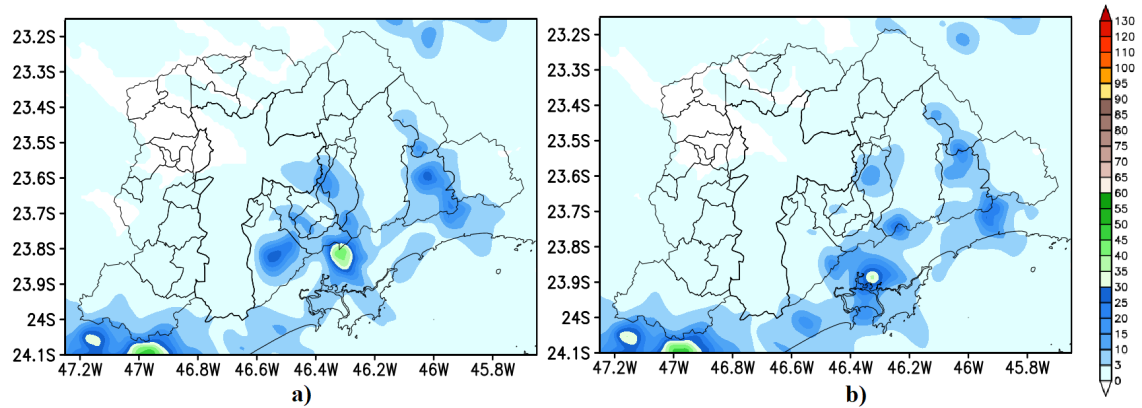 23.2S
23.3S
23.4S
23.5S
23.6S
23.7S
23.8S
23.9S
24S
24.1S
47.2W 47W 46.8W 46.6W 46.4W 46.2W 46W 45.8W
a)
23.2S
23.3S
23.4S
23.5S
23.6S
23.7S
23.8S
23.9S
24S
24.1S
47.2W 47W 46.8W 46.6W 46.4W 46.2W 46W 45.8W
b)
130
120
110
100
95
90
85
80
75
70
65
60
55
50
45
40
35
30
25
20
15
10
5
3
0